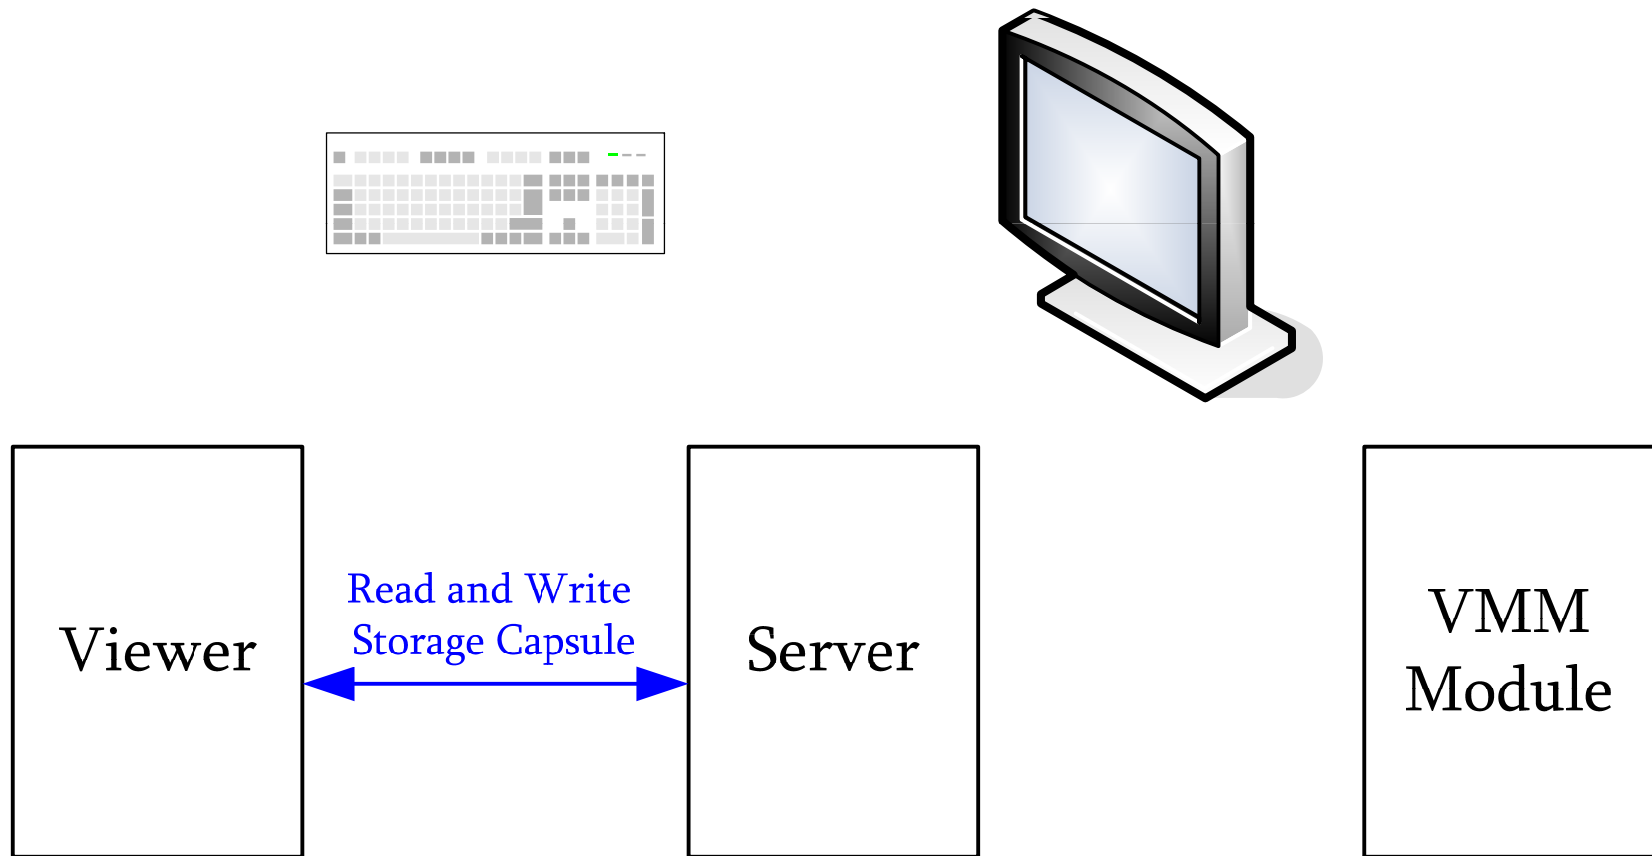 Read and Write
Storage Capsule
Viewer
Server
VMM
Module